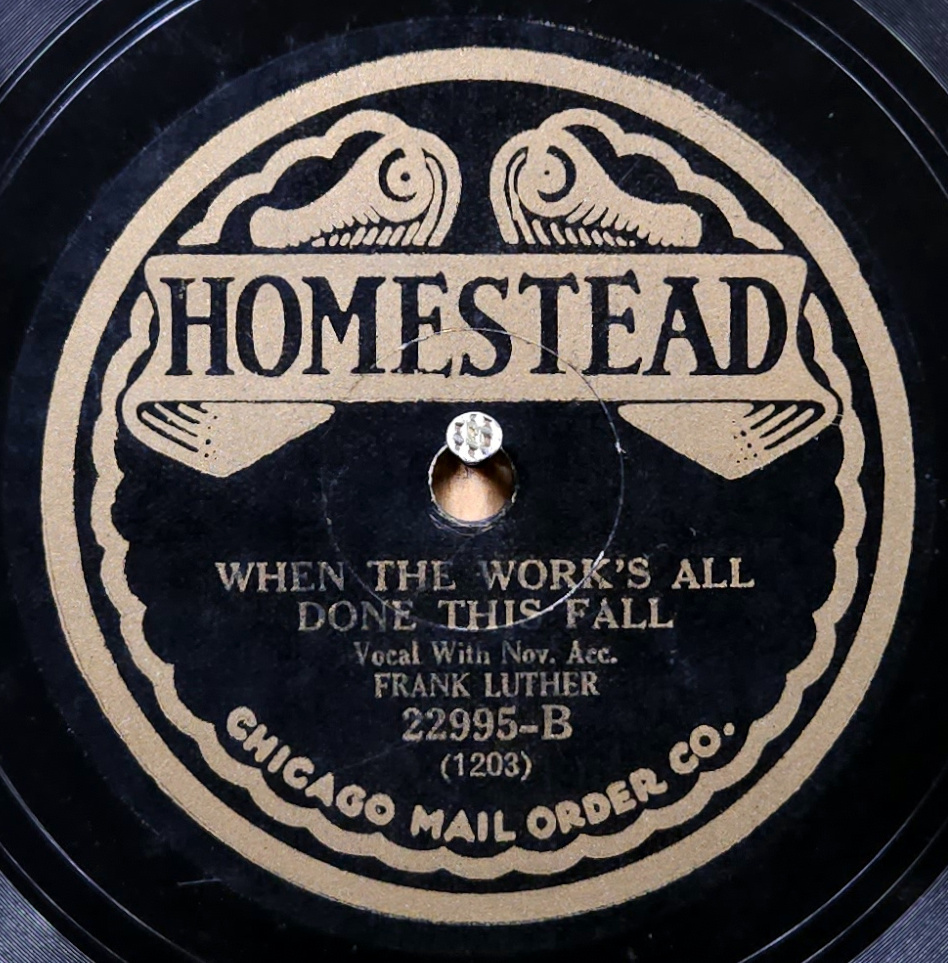 HOMESTEAD
WHEN THE WORK'S ALL
DONE THIS FALL
Vocal With Nov. Acc.
FRANK LUTHER
22995-B
(1203)
CHICAGO MAIL ORDER CO.